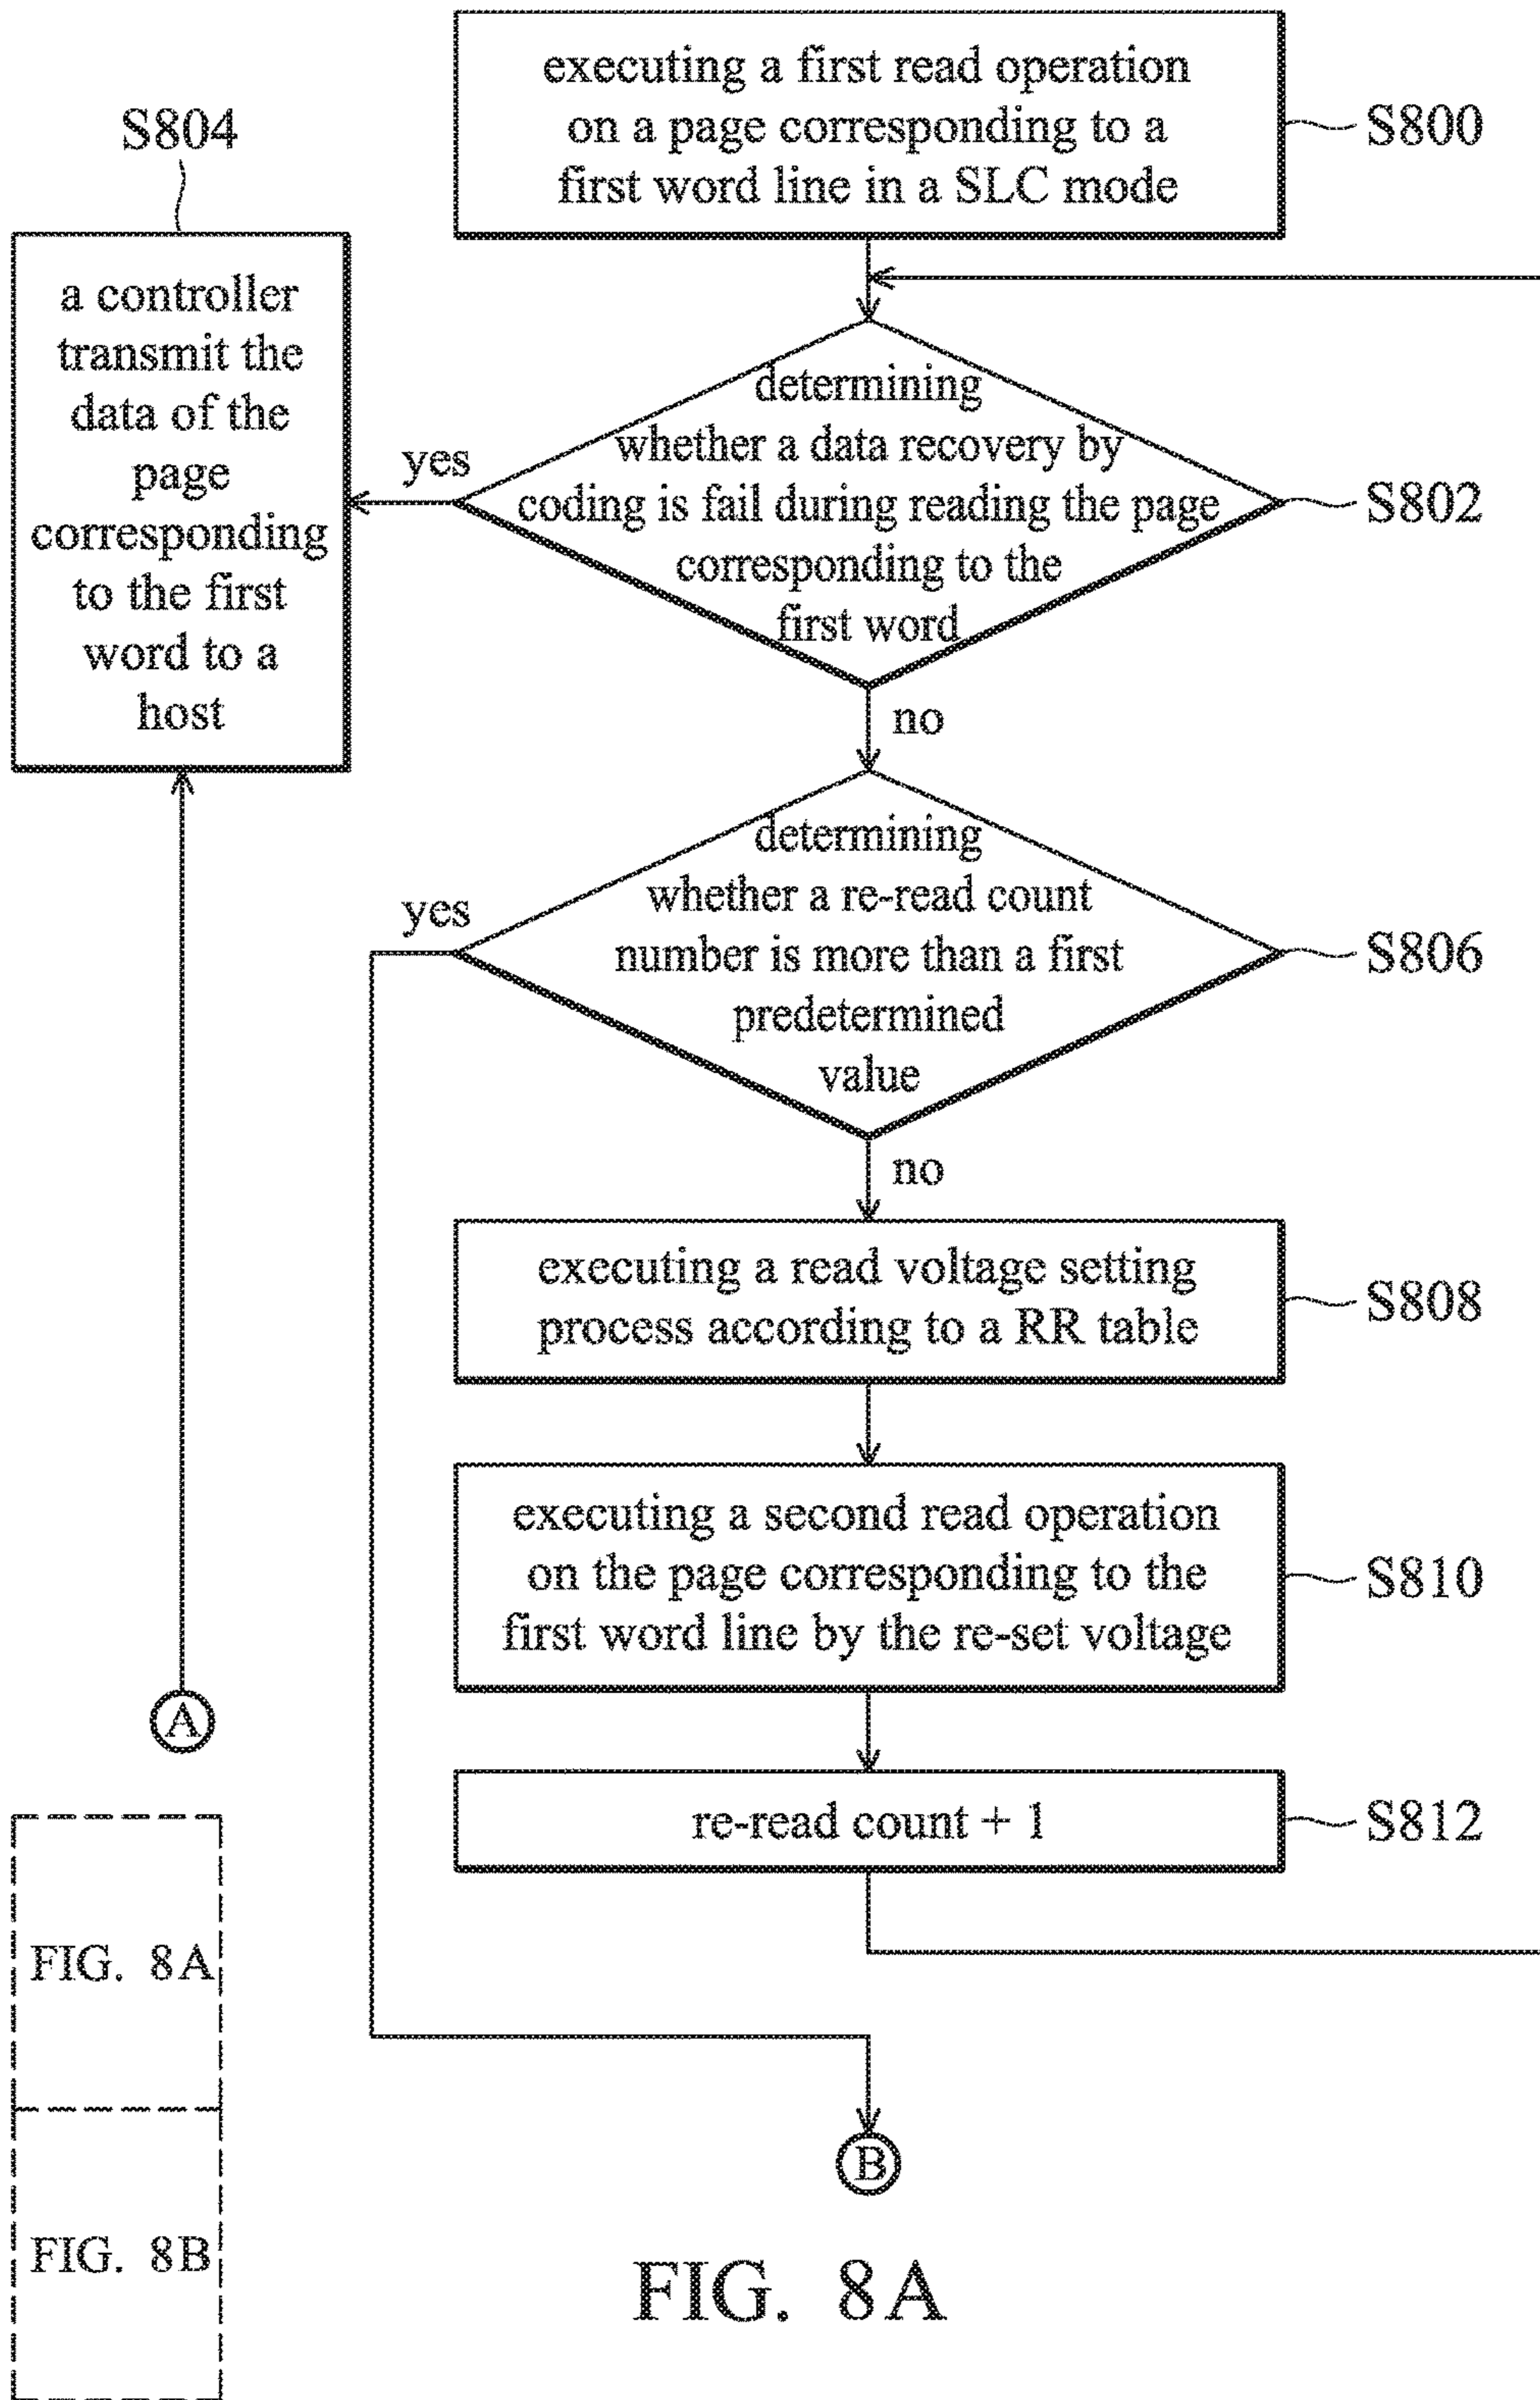 executing a first read operation
on a page corresponding to a
first word line in a SLC mode
S800
S804
a controller
transmit the
data of the
page
corresponding
to the first
word to a
host
determining
whether a data recovery by
coding is fail during reading the page
corresponding to the
first word
S802
yes
no
determining
whether a re-read count
number is more than a first
predetermined
value
S806
yes
no
executing a read voltage setting
process according to a RR table
S808
executing a second read operation
on the page corresponding to the
first word line by the re-set voltage
S810
A
re-read count + 1
S812
FIG. 8A
B
FIG. 8B
FIG. 8A